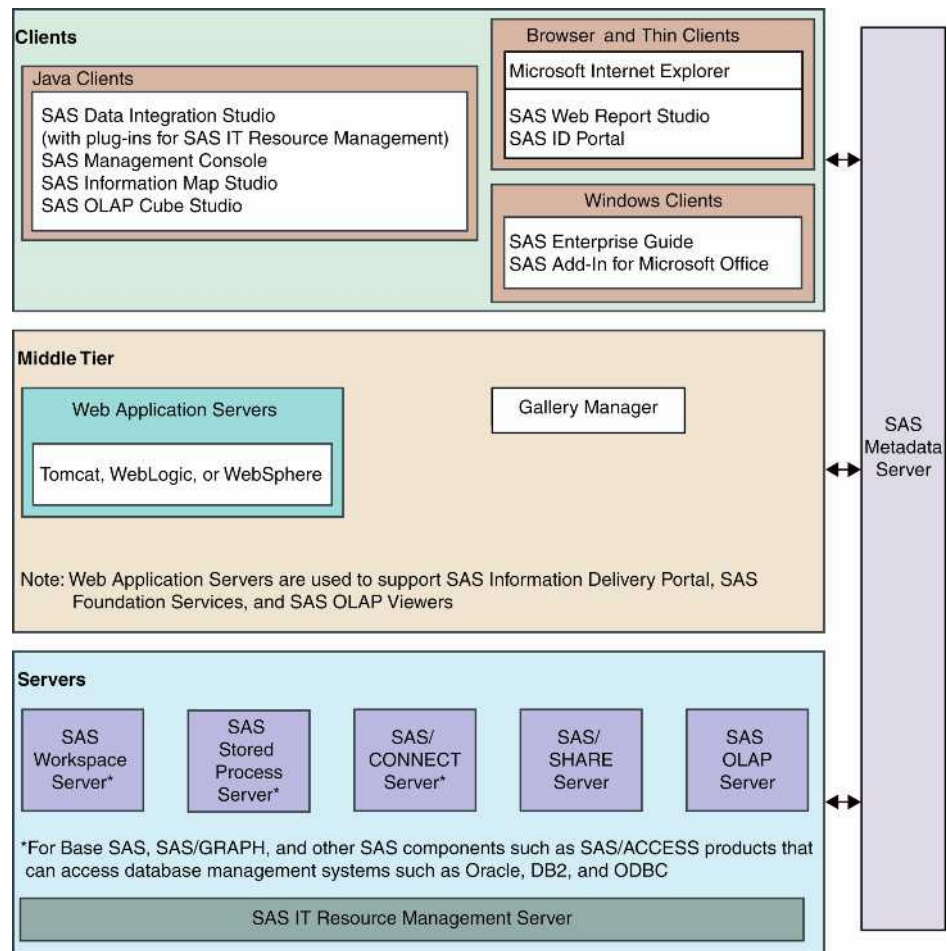 Clients
Java Clients
SAS Data Integration Studio
(with plug-ins for SAS IT Resource Management)
SAS Management Console
SAS Information Map Studio
SAS OLAP Cube Studio
Browser and Thin Clients
Microsoft Internet Explorer
SAS Web Report Studio
SAS ID Portal
Windows Clients
SAS Enterprise Guide
SAS Add-In for Microsoft Office
Middle Tier
Web Application Servers
Tomcat, WebLogic, or WebSphere
Gallery Manager
Note: Web Application Servers are used to support SAS Information Delivery Portal, SAS
Foundation Services, and SAS OLAP Viewers
Servers
SAS
Workspace
Server*
SAS
Stored
Process
Server*
SAS/
CONNECT
Server*
SAS/
SHARE
Server
SAS
OLAP
Server
*For Base SAS, SAS/GRAPH, and other SAS components such as SAS/ACCESS products that
can access database management systems such as Oracle, DB2, and ODBC
SAS IT Resource Management Server
SAS
Metadata
Server